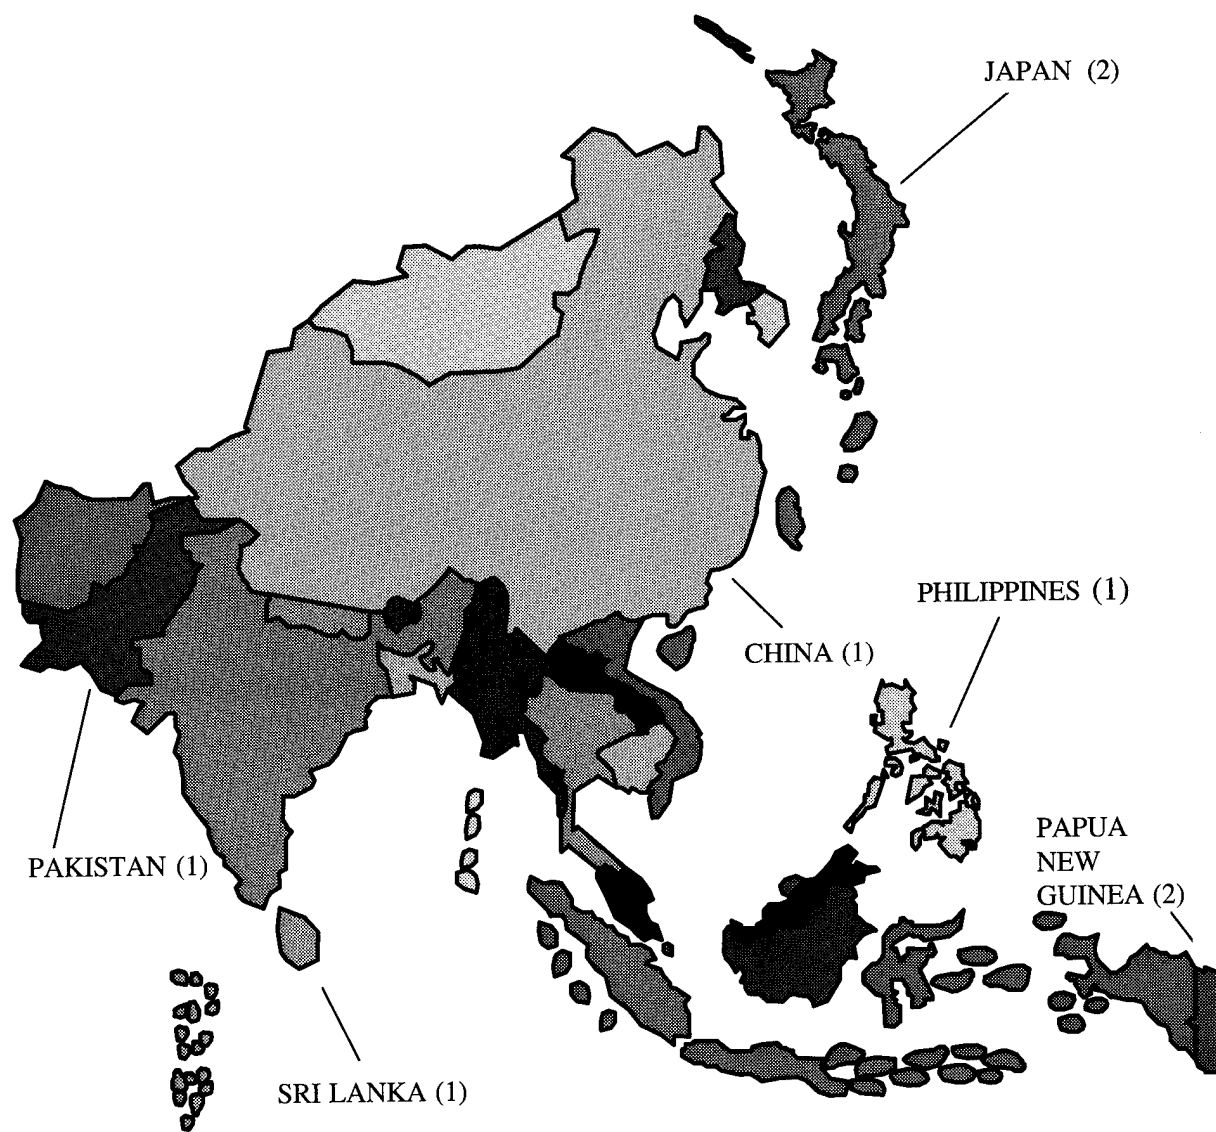 JAPAN (2)
PHILIPPINES (1)
CHINA (1)
PAPUA
NEW
GUINEA (2)
PAKISTAN (1)
SRI LANKA (1)